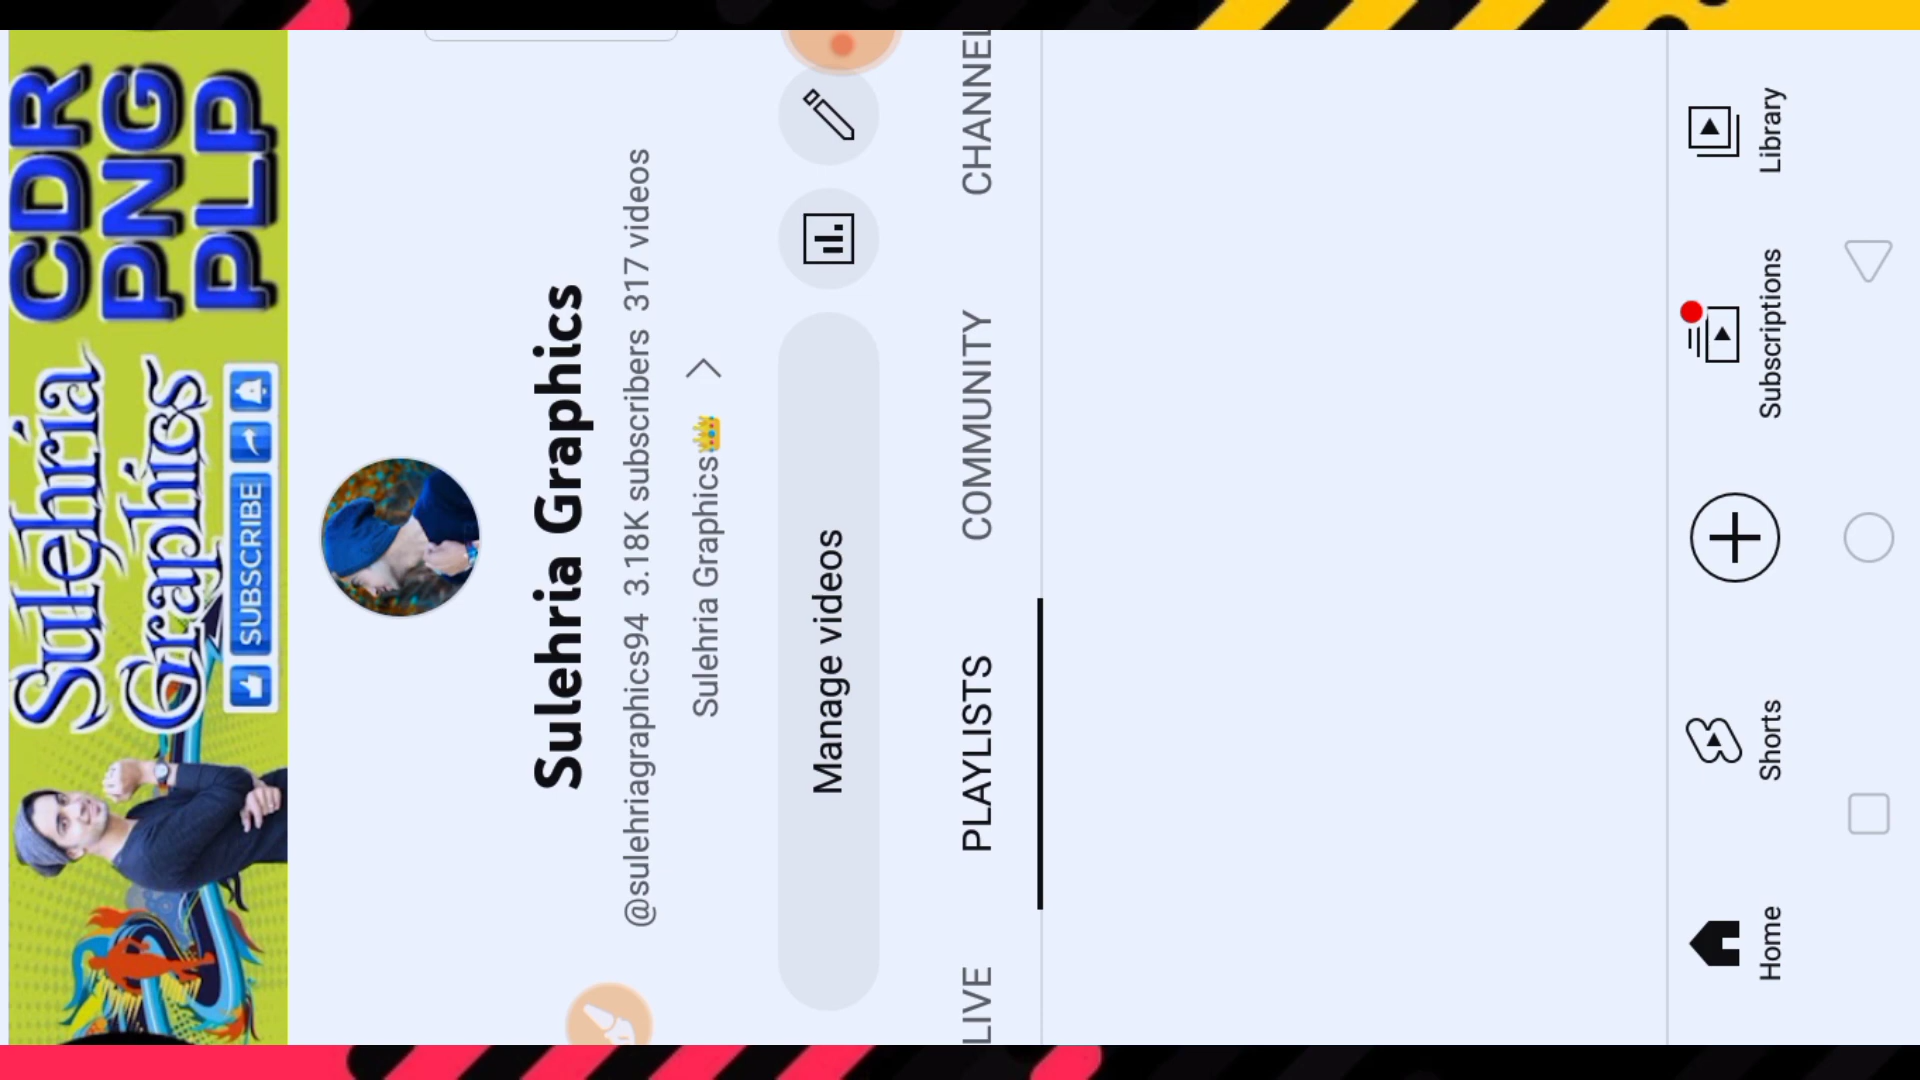 Sulehria
Graphics
SUBSCRIBE
CDR
PNG
PLP
Sulehria Graphics
@sulehriagraphics94 3.18K subscribers 317 videos
Sulehria Graphics👑
Manage videos
LIVE PLAYLISTS COMMUNITY CHANNEL
Home Shorts Subscriptions Library